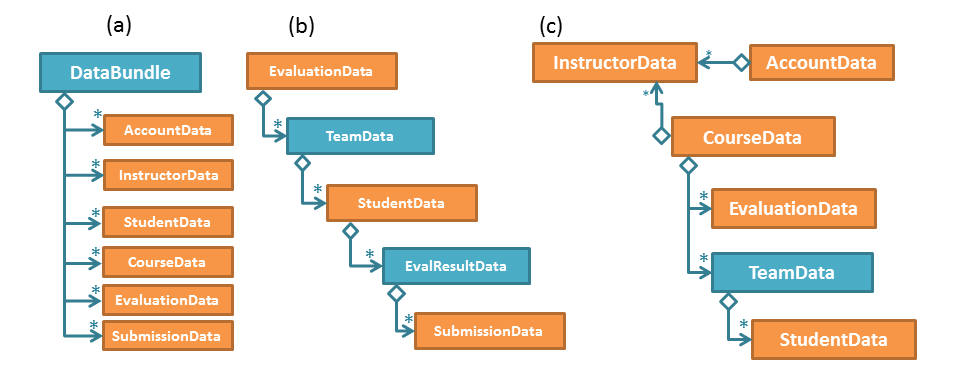 (a)
DataBundle
*
AccountData
*
InstructorData
*
StudentData
*
CourseData
*
EvaluationData
*
SubmissionData
(b)
EvaluationData
*
TeamData
*
StudentData
*
EvalResultData
*
SubmissionData
(c)
InstructorData
*
AccountData
*
CourseData
*
EvaluationData
*
TeamData
*
StudentData